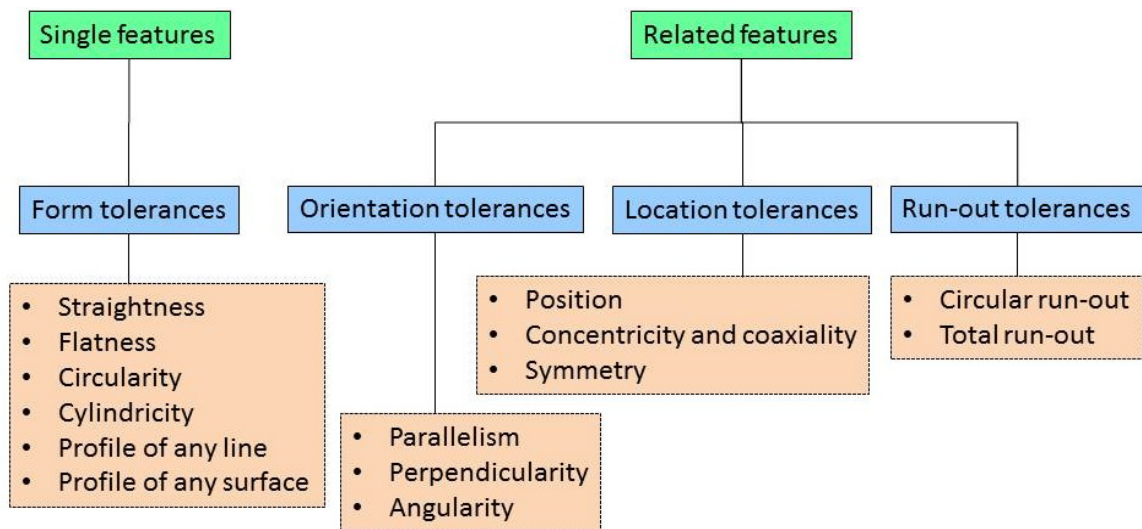 Single features
Related features
Form tolerances
Orientation tolerances
Location tolerances
Run-out tolerances
• Straightness
• Flatness
• Circularity
• Cylindricity
• Profile of any line
• Profile of any surface
• Parallelism
• Perpendicularity
• Angularity
• Position
• Concentricity and coaxiality
• Symmetry
• Circular run-out
• Total run-out